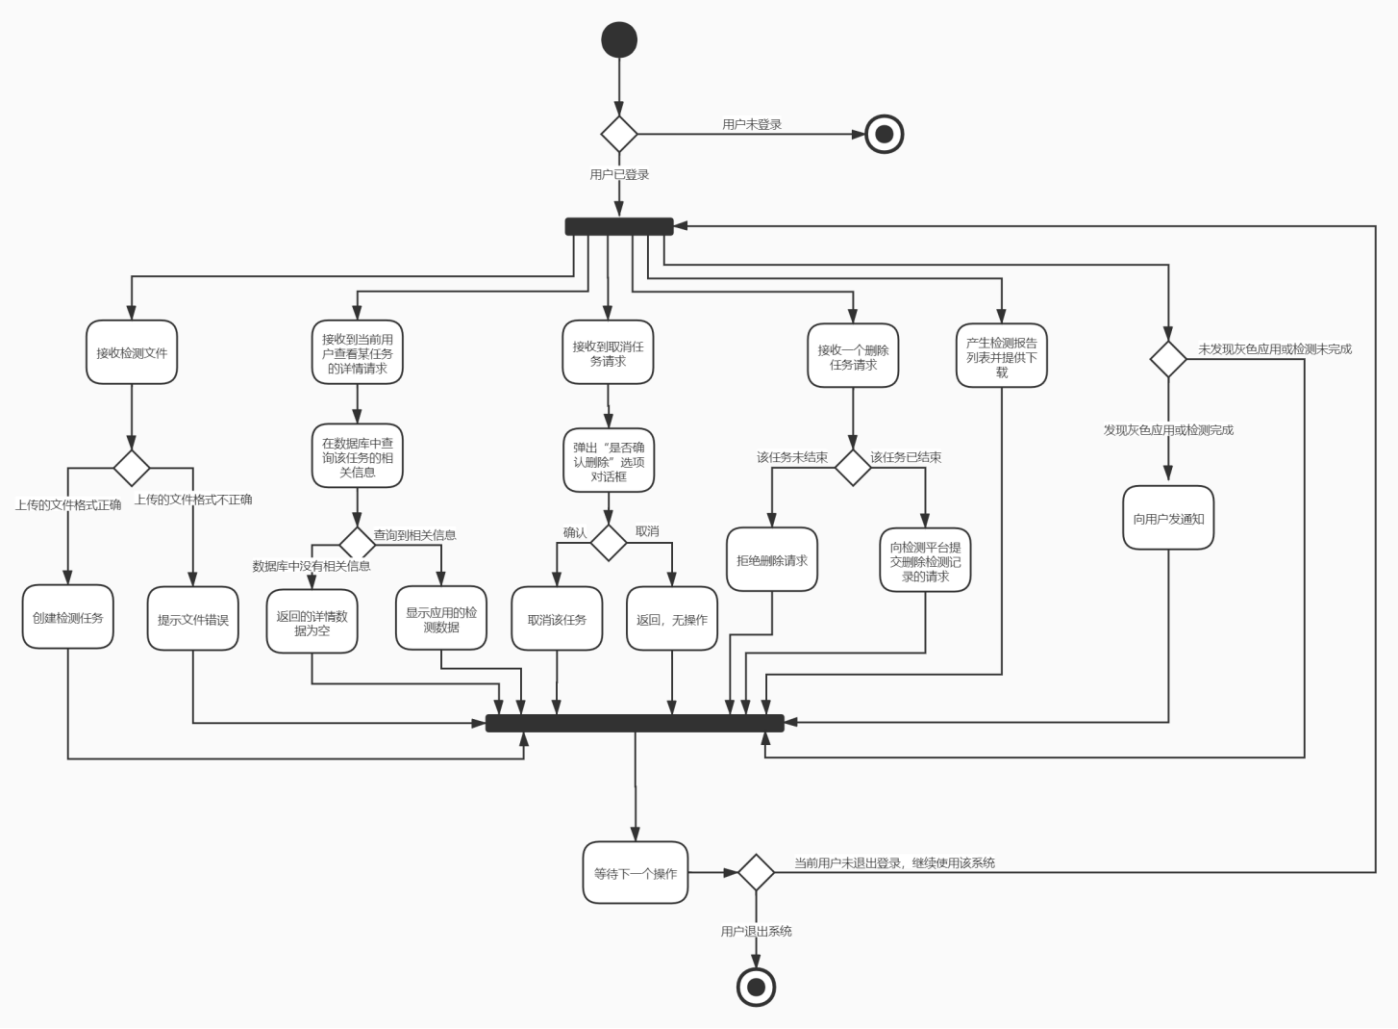 用户未登录
用户已登录
接收检测文件
接收到当前用
户查看某任务
的详情请求
接收到取消任
务请求
接收一个删除
任务请求
产生检测报告
列表并提供下
载
未发现灰色应用或检测未完成
在数据库中查
询该任务的相
关信息
弹出“是否确
认删除”选项
对话框
发现灰色应用或检测完成
该任务未结束
该任务已结束
上传的文件格式正确
上传的文件格式不正确
向用户发通知
查询到相关信息
数据库中没有相关信息
确认
取消
拒绝删除请求
向检测平台提
交删除检测记
录的请求
创建检测任务
提示文件错误
返回的详情数
据为空
显示应用的检
测数据
取消该任务
返回，无操作
等待下一个操作
当前用户未退出登录，继续使用该系统
用户退出系统